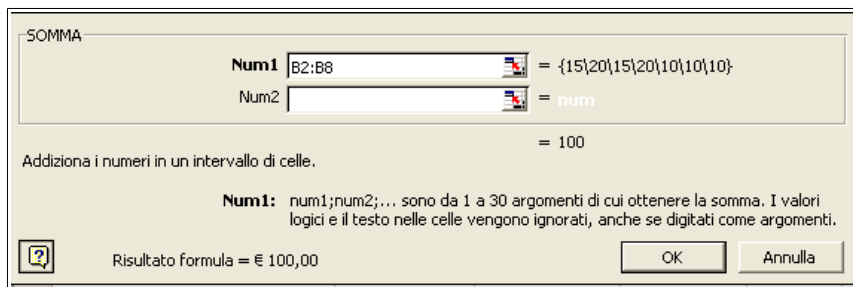 SOMMA
Num1 B2:B8 = {15\20\15\20\10\10\10}
Num2 = num
= 100
Addiziona i numeri in un intervallo di celle.
Num1: num1;num2;... sono da 1 a 30 argomenti di cui ottenere la somma. I valori
logici e il testo nelle celle vengono ignorati, anche se digitati come argomenti.
Risultato formula = € 100,00 OK Annulla